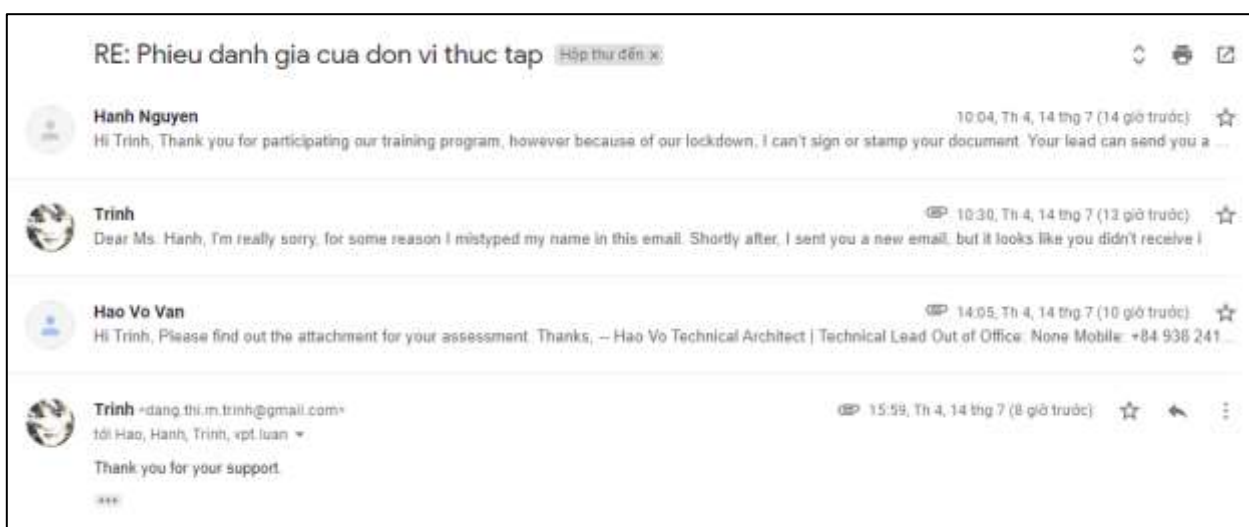 RE: Phieu danh gia cua don vi thuc tap Hộp thư đến ×
Hanh Nguyen 10:04, Th 4, 14 thg 7 (14 giờ trước)
Hi Trinh, Thank you for participating our training program, however because of our lockdown, I can't sign or stamp your document. Your lead can send you a ...
Trinh 10:30, Th 4, 14 thg 7 (13 giờ trước)
Dear Ms. Hanh, I'm really sorry, for some reason I mistyped my name in this email. Shortly after, I sent you a new email, but it looks like you didn't receive i
Hao Vo Van 14:05, Th 4, 14 thg 7 (10 giờ trước)
Hi Trinh, Please find out the attachment for your assessment. Thanks, -- Hao Vo Technical Architect | Technical Lead Out of Office: None Mobile: +84 938 241 ...
Trinh <dang.thi.m.trinh@gmail.com> 15:59, Th 4, 14 thg 7 (8 giờ trước)
tới Hao, Hanh, Trinh, vpt.luan
Thank you for your support.